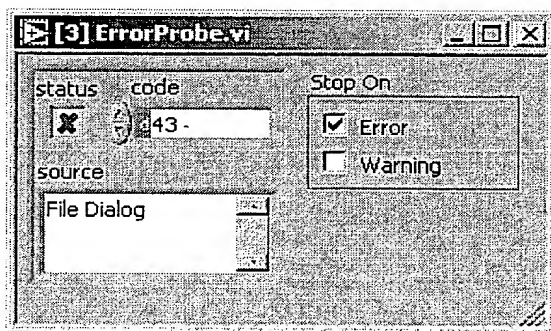 [3] ErrorProbe.vi
status code
43 -
source
File Dialog
Stop On
Error
Warning